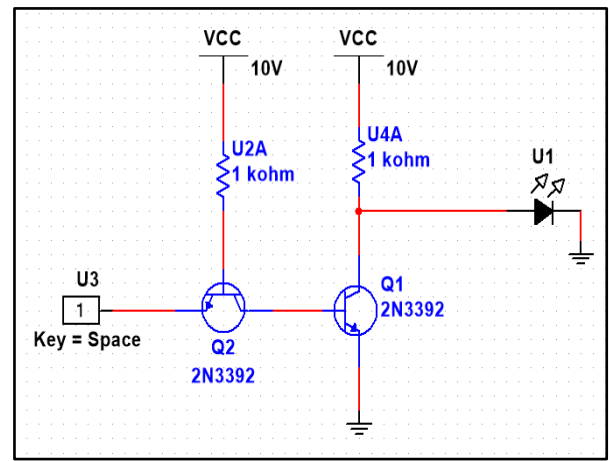 VCC
10V
VCC
10V
U2A
1 kohm
U4A
1 kohm
U1
U3
1
Key = Space
Q2
2N3392
Q1
2N3392